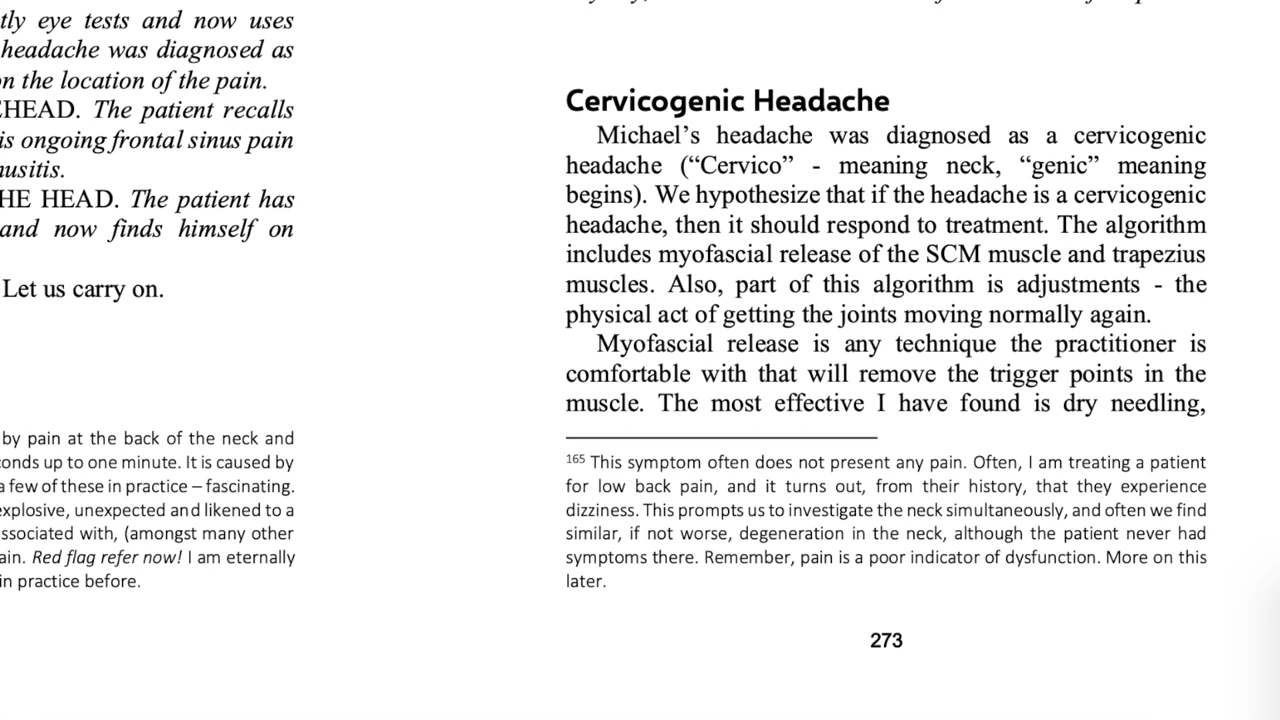 tly eye tests and now uses
headache was diagnosed as
on the location of the pain.
EHEAD. The patient recalls
is ongoing frontal sinus pain
nusitis.
HE HEAD. The patient has
and now finds himself on
Let us carry on.
by pain at the back of the neck and
conds up to one minute. It is caused by
a few of these in practice – fascinating.
explosive, unexpected and likened to a
ssociated with, (amongst many other
ain. Red flag refer now! I am eternally
in practice before.
Cervicogenic Headache
Michael’s headache was diagnosed as a cervicogenic
headache (“Cervico” - meaning neck, “genic” meaning
begins). We hypothesize that if the headache is a cervicogenic
headache, then it should respond to treatment. The algorithm
includes myofascial release of the SCM muscle and trapezius
muscles. Also, part of this algorithm is adjustments - the
physical act of getting the joints moving normally again.
Myofascial release is any technique the practitioner is
comfortable with that will remove the trigger points in the
muscle. The most effective I have found is dry needling,
165 This symptom often does not present any pain. Often, I am treating a patient
for low back pain, and it turns out, from their history, that they experience
dizziness. This prompts us to investigate the neck simultaneously, and often we find
similar, if not worse, degeneration in the neck, although the patient never had
symptoms there. Remember, pain is a poor indicator of dysfunction. More on this
later.
273